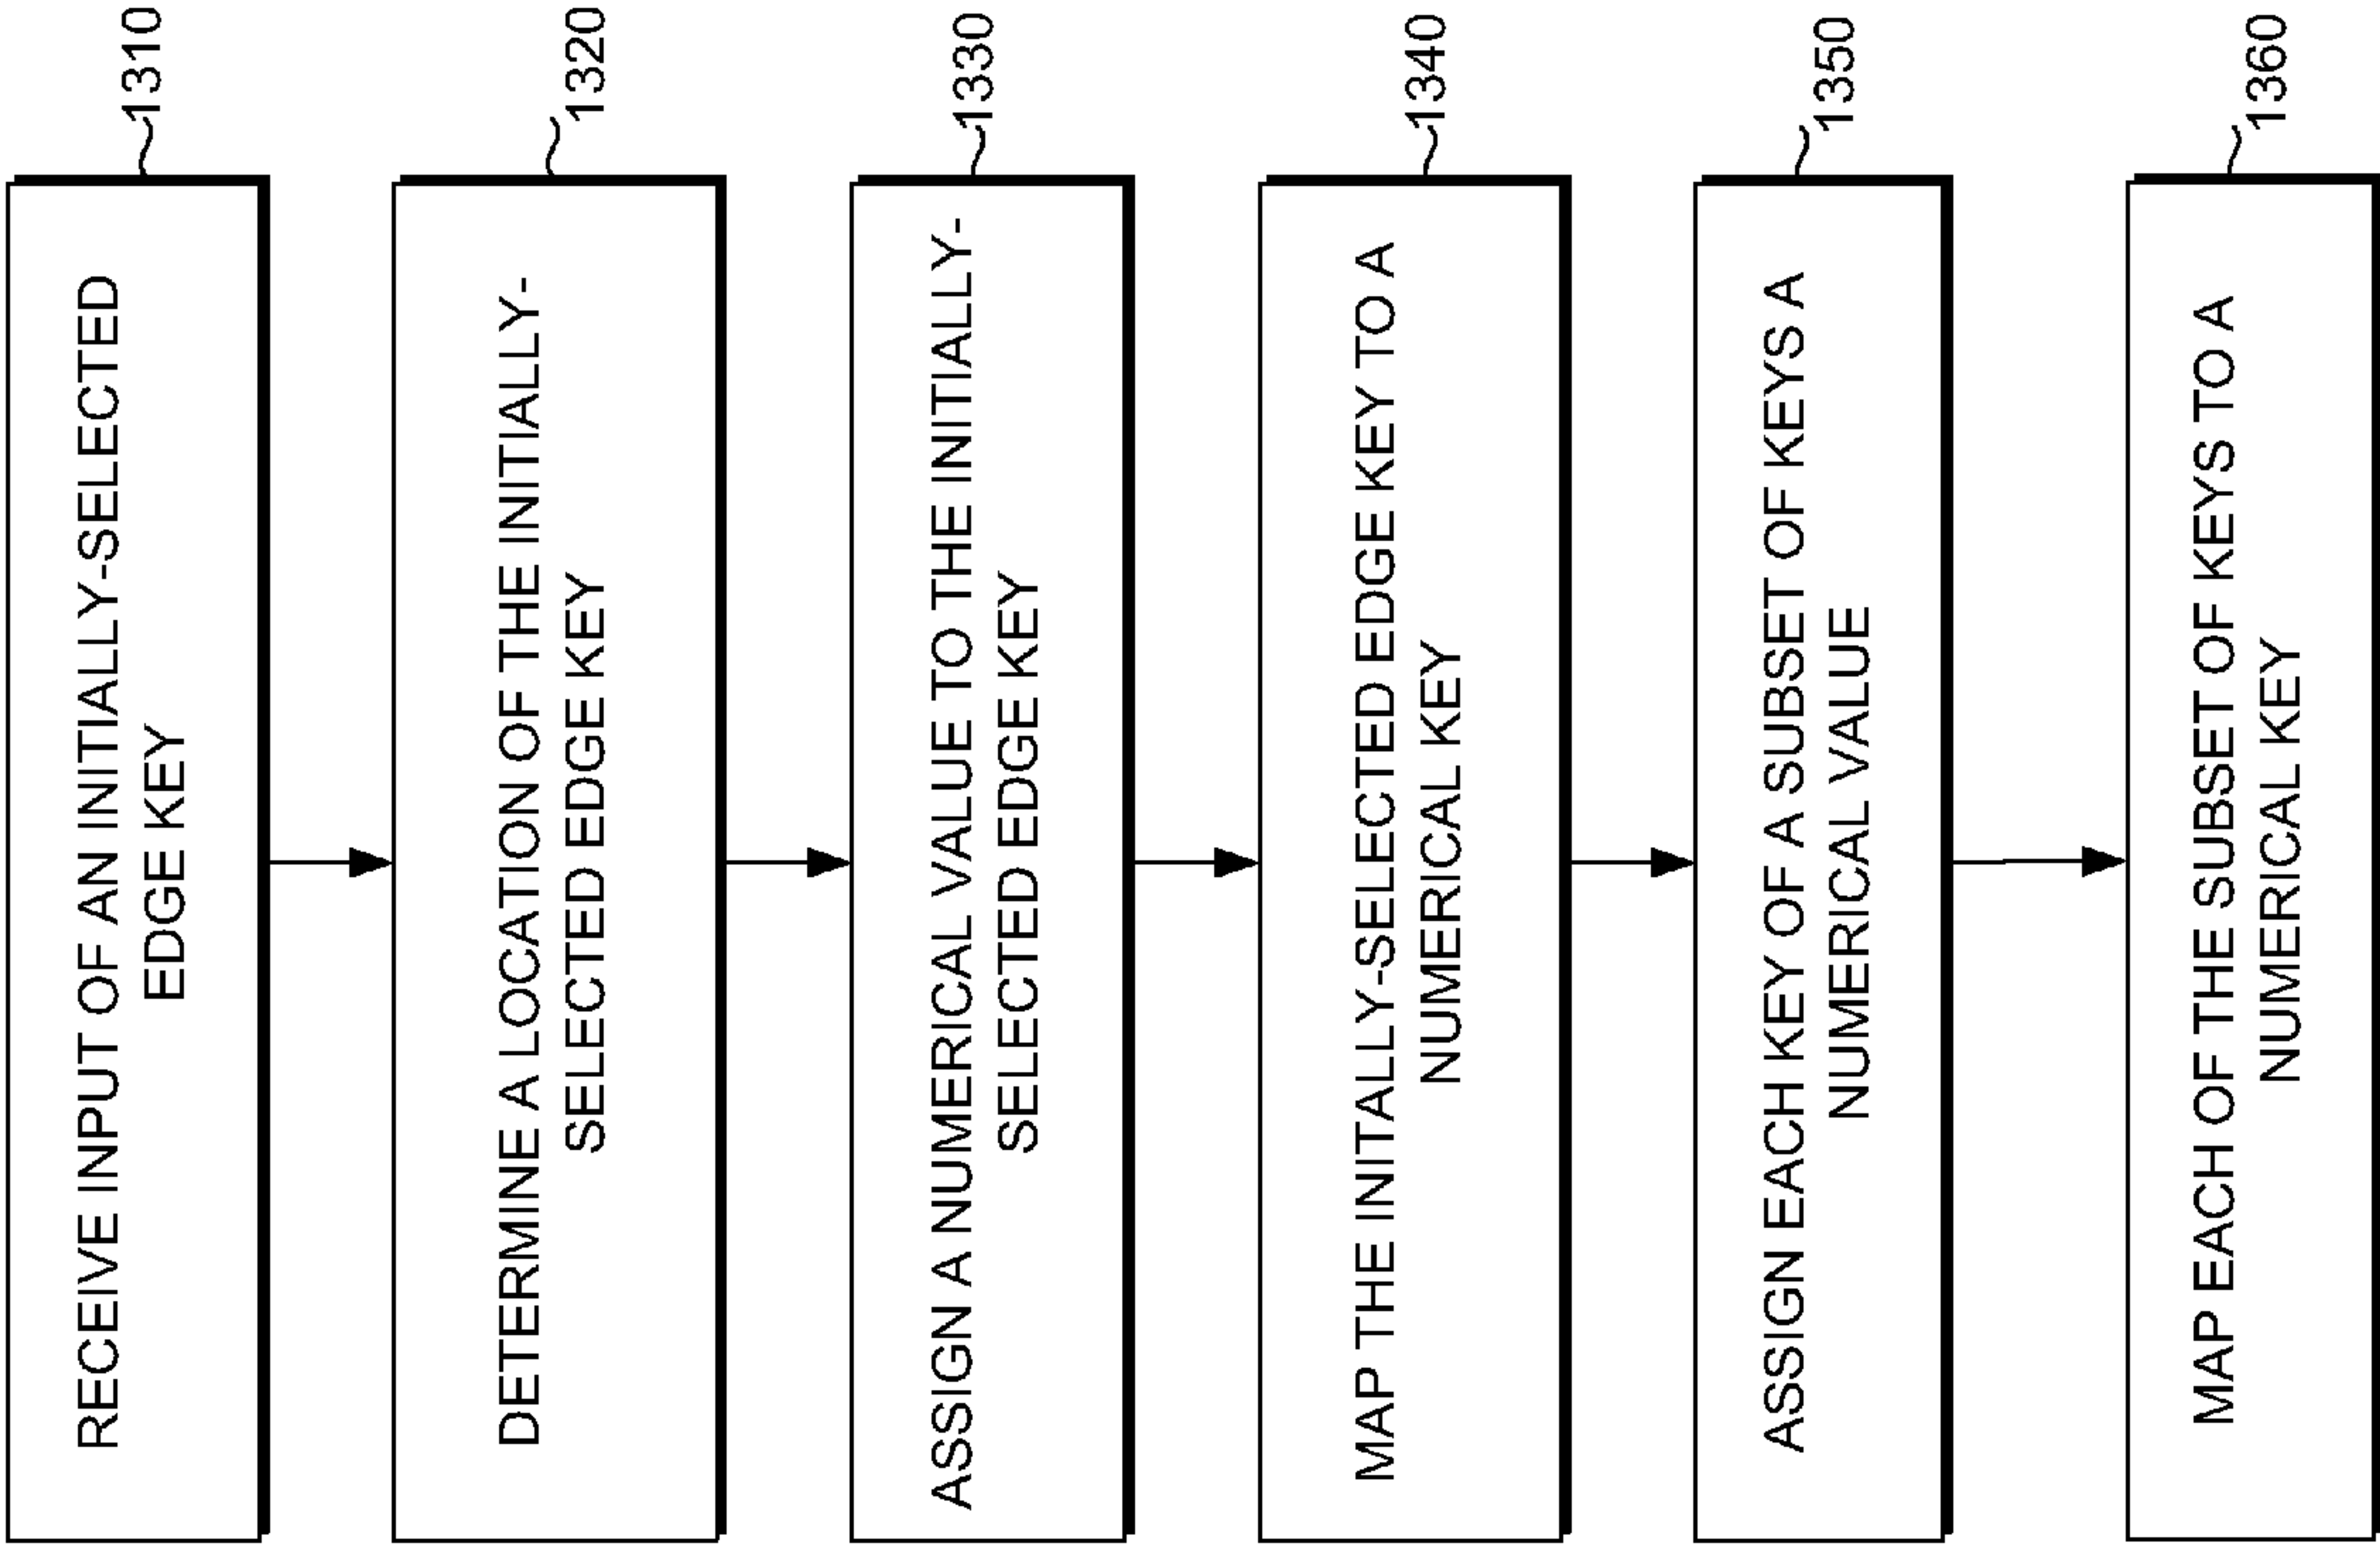 RECEIVE INPUT OF AN INITIALLY-SELECTED
EDGE KEY
1310
DETERMINE A LOCATION OF THE INITIALLY-
SELECTED EDGE KEY
1320
ASSIGN A NUMERICAL VALUE TO THE INITIALLY-
SELECTED EDGE KEY
1330
MAP THE INITALLY-SELECTED EDGE KEY TO A
NUMERICAL KEY
1340
ASSIGN EACH KEY OF A SUBSET OF KEYS A
NUMERICAL VALUE
1350
MAP EACH OF THE SUBSET OF KEYS TO A
NUMERICAL KEY
1360